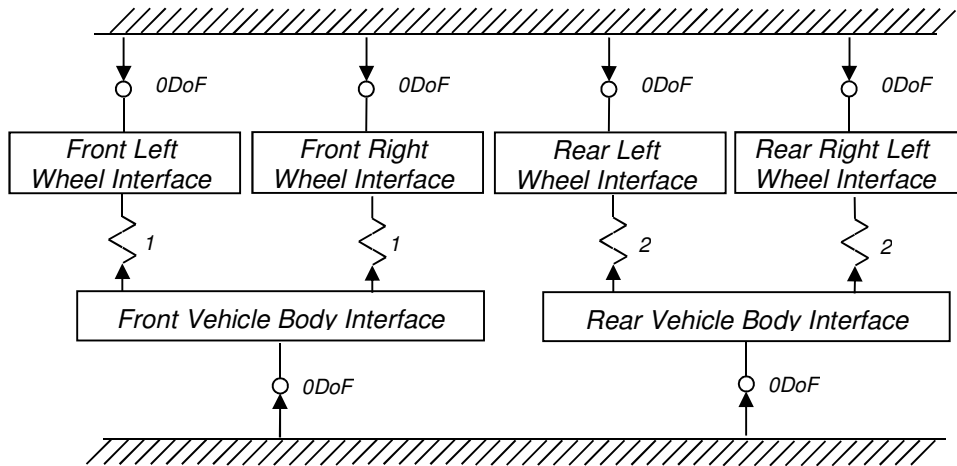 0DoF 0DoF 0DoF 0DoF
Front Left
Wheel Interface
Front Right
Wheel Interface
Rear Left
Wheel Interface
Rear Right Left
Wheel Interface
1 1 2 2
Front Vehicle Body Interface
Rear Vehicle Body Interface
0DoF 0DoF